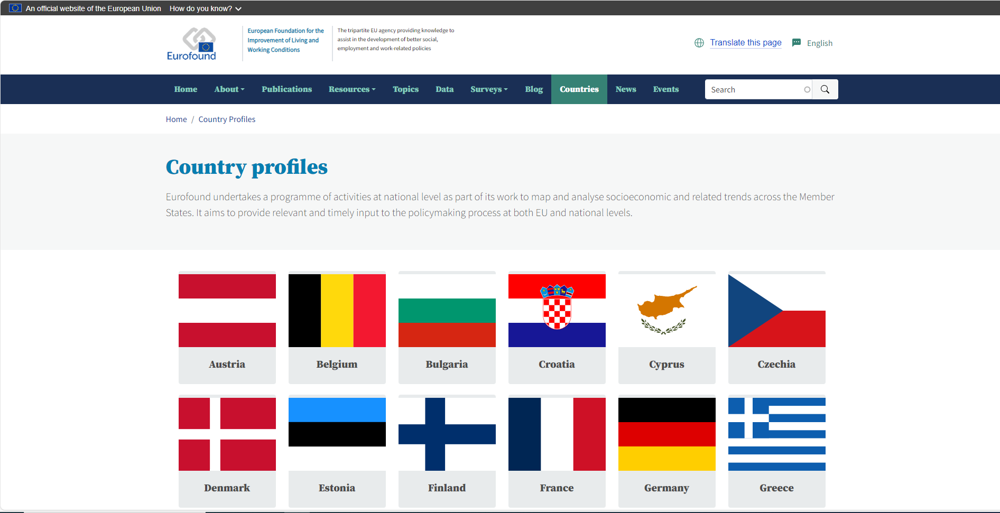 An official website of the European Union How do you know?
Eurofound
European Foundation for the
Improvement of Living and
Working Conditions
The tripartite EU agency providing knowledge to
assist in the development of better social,
employment and work-related policies
Translate this page English
Home About Publications Resources Topics Data Surveys Blog Countries News Events Search
Home / Country Profiles
Country profiles
Eurofound undertakes a programme of activities at national level as part of its work to map and analyse socioeconomic and related trends across the Member
States. It aims to provide relevant and timely input to the policymaking process at both EU and national levels.
Austria Belgium Bulgaria Croatia Cyprus Czechia
Denmark Estonia Finland France Germany Greece